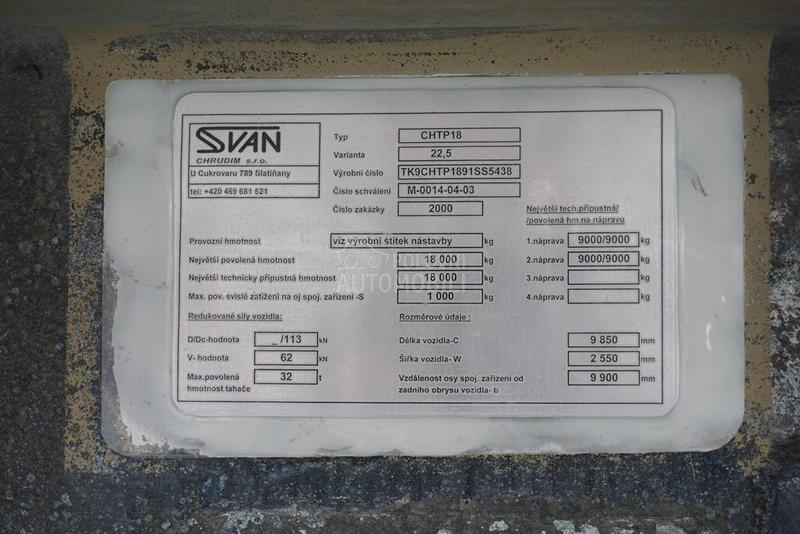 SVAN
CHRUDIM s.r.o.
U Cukrovaru 789 Slatiňany
tel: +420 469 681 521
Typ CHTP18
Varianta 22,5
Výrobní číslo TK9CHTP1891SS5438
Číslo schválení M-0014-04-03
Číslo zakázky 2000
Největší tech.přípustná/
/povolená hm.na nápravu
Provozní hmotnost viz výrobní štítek nástavby kg 1.náprava 9000/9000 kg
Největší povolená hmotnost 18 000 kg 2.náprava 9000/9000 kg
Největší technicky přípustná hmotnost 18 000 kg 3.náprava kg
Max. pov. svislé zatížení na oj spoj. zařízení -S 1 000 kg 4.náprava kg
Redukované síly vozidla: Rozměrové údaje :
D/Dc-hodnota _/113 kN Délka vozidla-C 9 850 mm
V- hodnota 62 kN Šířka vozidla- W 2 550 mm
Max.povolená
hmotnost tahače 32 t
Vzdálenost osy spoj. zařízení od
zadního obrysu vozidla- b 9 900 mm
POLOVNI
AUTOMOBILI